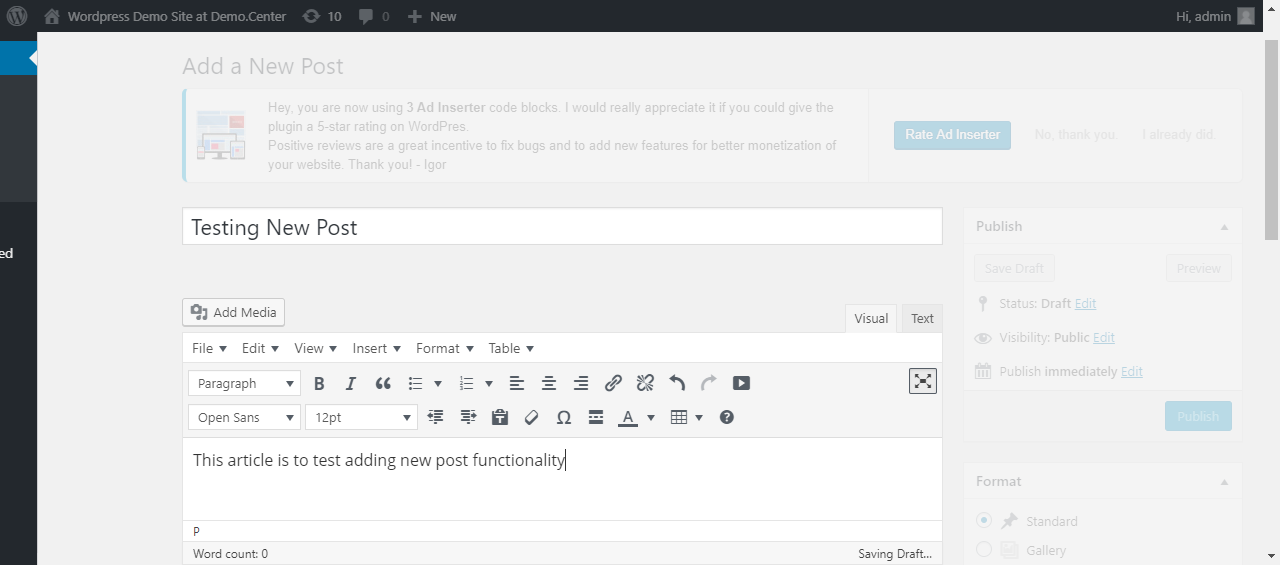 Wordpress Demo Site at Demo.Center 10 0 New Hi, admin
Add a New Post
Hey, you are now using 3 Ad Inserter code blocks. I would really appreciate it if you could give the
plugin a 5-star rating on WordPres.
Positive reviews are a great incentive to fix bugs and to add new features for better monetization of
your website. Thank you! - Igor
Rate Ad Inserter No, thank you. I already did.
Testing New Post
Publish
Save Draft Preview
Status: Draft Edit
Visibility: Public Edit
Publish immediately Edit
Publish
ed
Add Media
Visual Text
File Edit View Insert Format Table
Paragraph
Open Sans 12pt
This article is to test adding new post functionality
p
Word count: 0 Saving Draft...
Format
Standard
Gallery